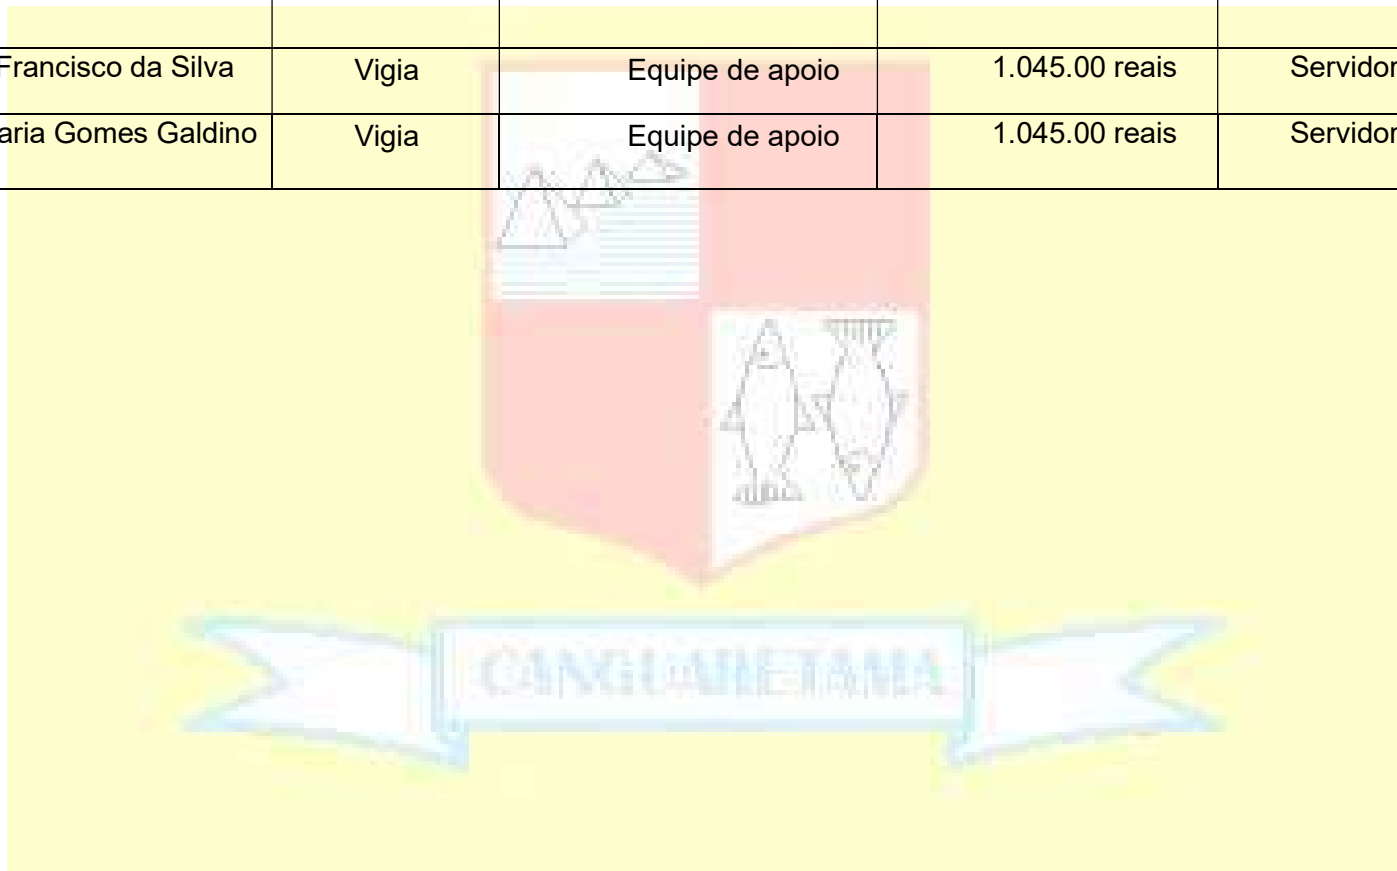 Francisco da Silva Vigia Equipe de apoio 1.045.00 reais Servidor
aria Gomes Galdino Vigia Equipe de apoio 1.045.00 reais Servidor
CANGUARETAMA